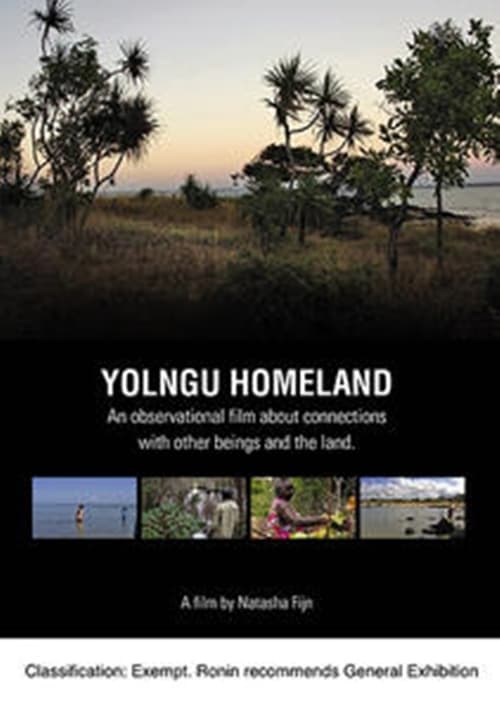 YOLNGU HOMELAND
An observational film about connections
with other beings and the land.
A film by Natasha Fijn
Classification: Exempt. Ronin recommends General Exhibition